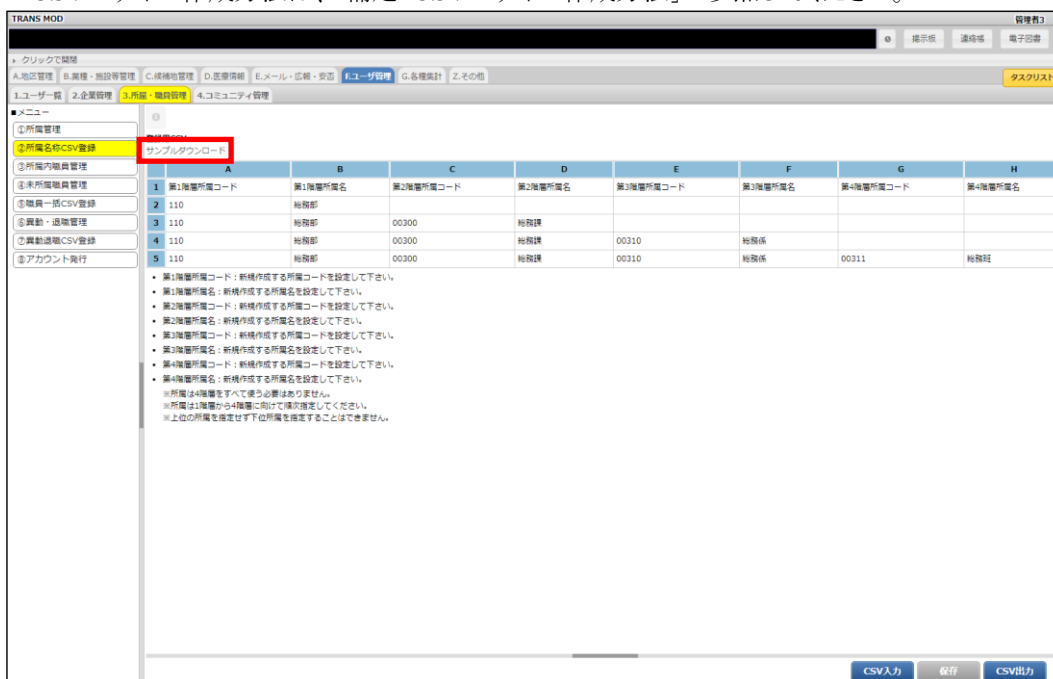 TRANS MOD 管理者3
0 掲示板 連絡帳 電子図書
クリックで開閉
A.地区管理 B.業種・施設等管理 C.候補地管理 D.医療情報 E.メール・広報・安否 F.ユーザ管理 G.各種集計 Z.その他 タスクリスト
1.ユーザ一覧 2.企業管理 3.所属・職員管理 4.コミュニティ管理
■メニュー
①所属管理
②所属名称CSV登録
③所属内職員管理
④未所属職員管理
⑤職員一括CSV登録
⑥異動・退職管理
⑦異動退職CSV登録
⑧アカウント発行
サンプルダウンロード
A B C D E F G H
1 第1階層所属コード 第1階層所属名 第2階層所属コード 第2階層所属名 第3階層所属コード 第3階層所属名 第4階層所属コード 第4階層所属名
2 110 総務部
3 110 総務部 00300 総務課
4 110 総務部 00300 総務課 00310 総務係
5 110 総務部 00300 総務課 00310 総務係 00311 総務班
• 第1階層所属コード：新規作成する所属コードを設定して下さい。
• 第1階層所属名：新規作成する所属名を設定して下さい。
• 第2階層所属コード：新規作成する所属コードを設定して下さい。
• 第2階層所属名：新規作成する所属名を設定して下さい。
• 第3階層所属コード：新規作成する所属コードを設定して下さい。
• 第3階層所属名：新規作成する所属名を設定して下さい。
• 第4階層所属コード：新規作成する所属コードを設定して下さい。
• 第4階層所属名：新規作成する所属名を設定して下さい。
※所属は4階層をすべて使う必要はありません。
※所属は1階層から4階層に向けて順次指定してください。
※上位の所属を指定せず下位所属を指定することはできません。
CSV入力 保存 CSV出力